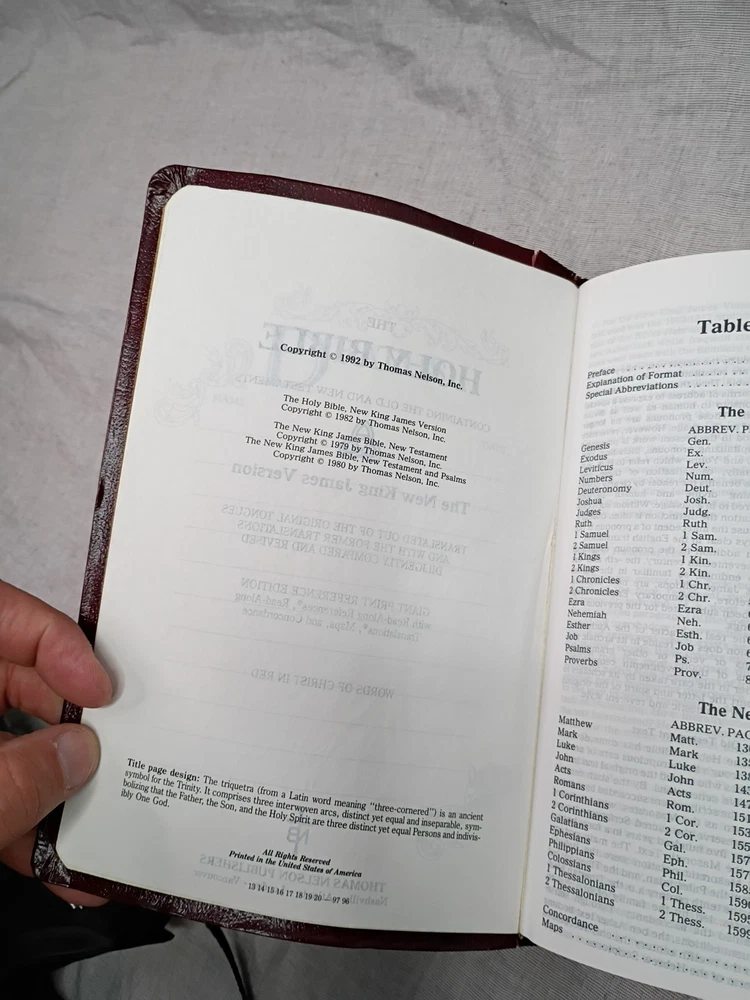 Copyright © 1992 by Thomas Nelson, Inc.
The Holy Bible, New King James Version
Copyright © 1982 by Thomas Nelson, Inc.
The New King James Bible, New Testament
Copyright © 1979 by Thomas Nelson, Inc.
The New King James Bible, New Testament and Psalms
Copyright © 1980 by Thomas Nelson, Inc.
Title page design: The triquetra (from a Latin word meaning "three-cornered") is an ancient
symbol for the Trinity. It comprises three interwoven arcs, distinct yet equal and inseparable, sym-
bolizing that the Father, the Son, and the Holy Spirit are three distinct yet equal Persons and indivis-
ibly One God.
All Rights Reserved
Printed in the United States of America
13 14 15 16 17 18 19 20 – 97 96
Table
Preface
Explanation of Format
Special Abbreviations
The
ABBREV.
Genesis Gen.
Exodus Ex.
Leviticus Lev.
Numbers Num.
Deuteronomy Deut.
Joshua Josh.
Judges Judg.
Ruth Ruth
1 Samuel 1 Sam.
2 Samuel 2 Sam.
1 Kings 1 Kin.
2 Kings 2 Kin.
1 Chronicles 1 Chr.
2 Chronicles 2 Chr.
Ezra Ezra
Nehemiah Neh.
Esther Esth.
Job Job
Psalms Ps.
Proverbs Prov.
The Ne
ABBREV. PAG
Matthew Matt.
Mark Mark
Luke Luke
John John
Acts Acts
Romans Rom.
1 Corinthians 1 Cor.
2 Corinthians 2 Cor.
Galatians Gal.
Ephesians Eph.
Philippians Phil.
Colossians Col.
1 Thessalonians 1 Thess.
2 Thessalonians 2 Thess.
Concordance
Maps